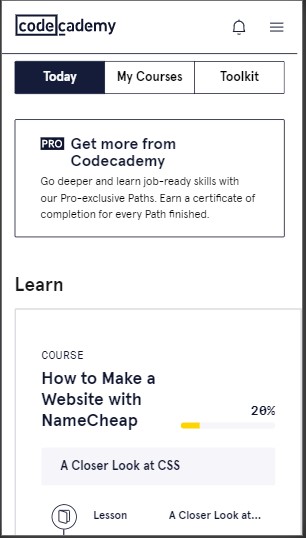 codecademy
Today
My Courses
Toolkit
PRO Get more from
Codecademy
Go deeper and learn job-ready skills with
our Pro-exclusive Paths. Earn a certificate of
completion for every Path finished.
Learn
COURSE
How to Make a
Website with
NameCheap
20%
A Closer Look at CSS
Lesson
A Closer Look at...